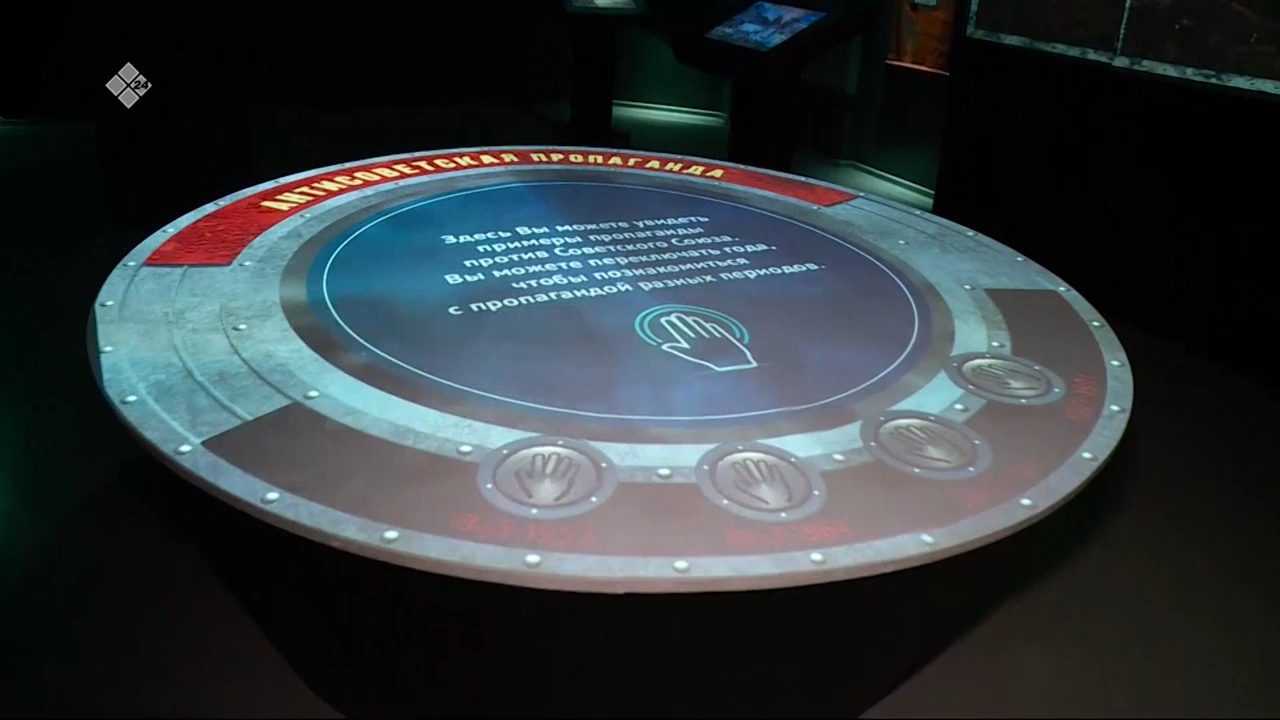 24
АНТИСОВЕТСКАЯ ПРОПАГАНДА
Здесь Вы можете увидеть
примеры пропаганды
против Советского Союза.
Вы можете переключать года,
чтобы познакомиться
с пропагандой разных периодов.